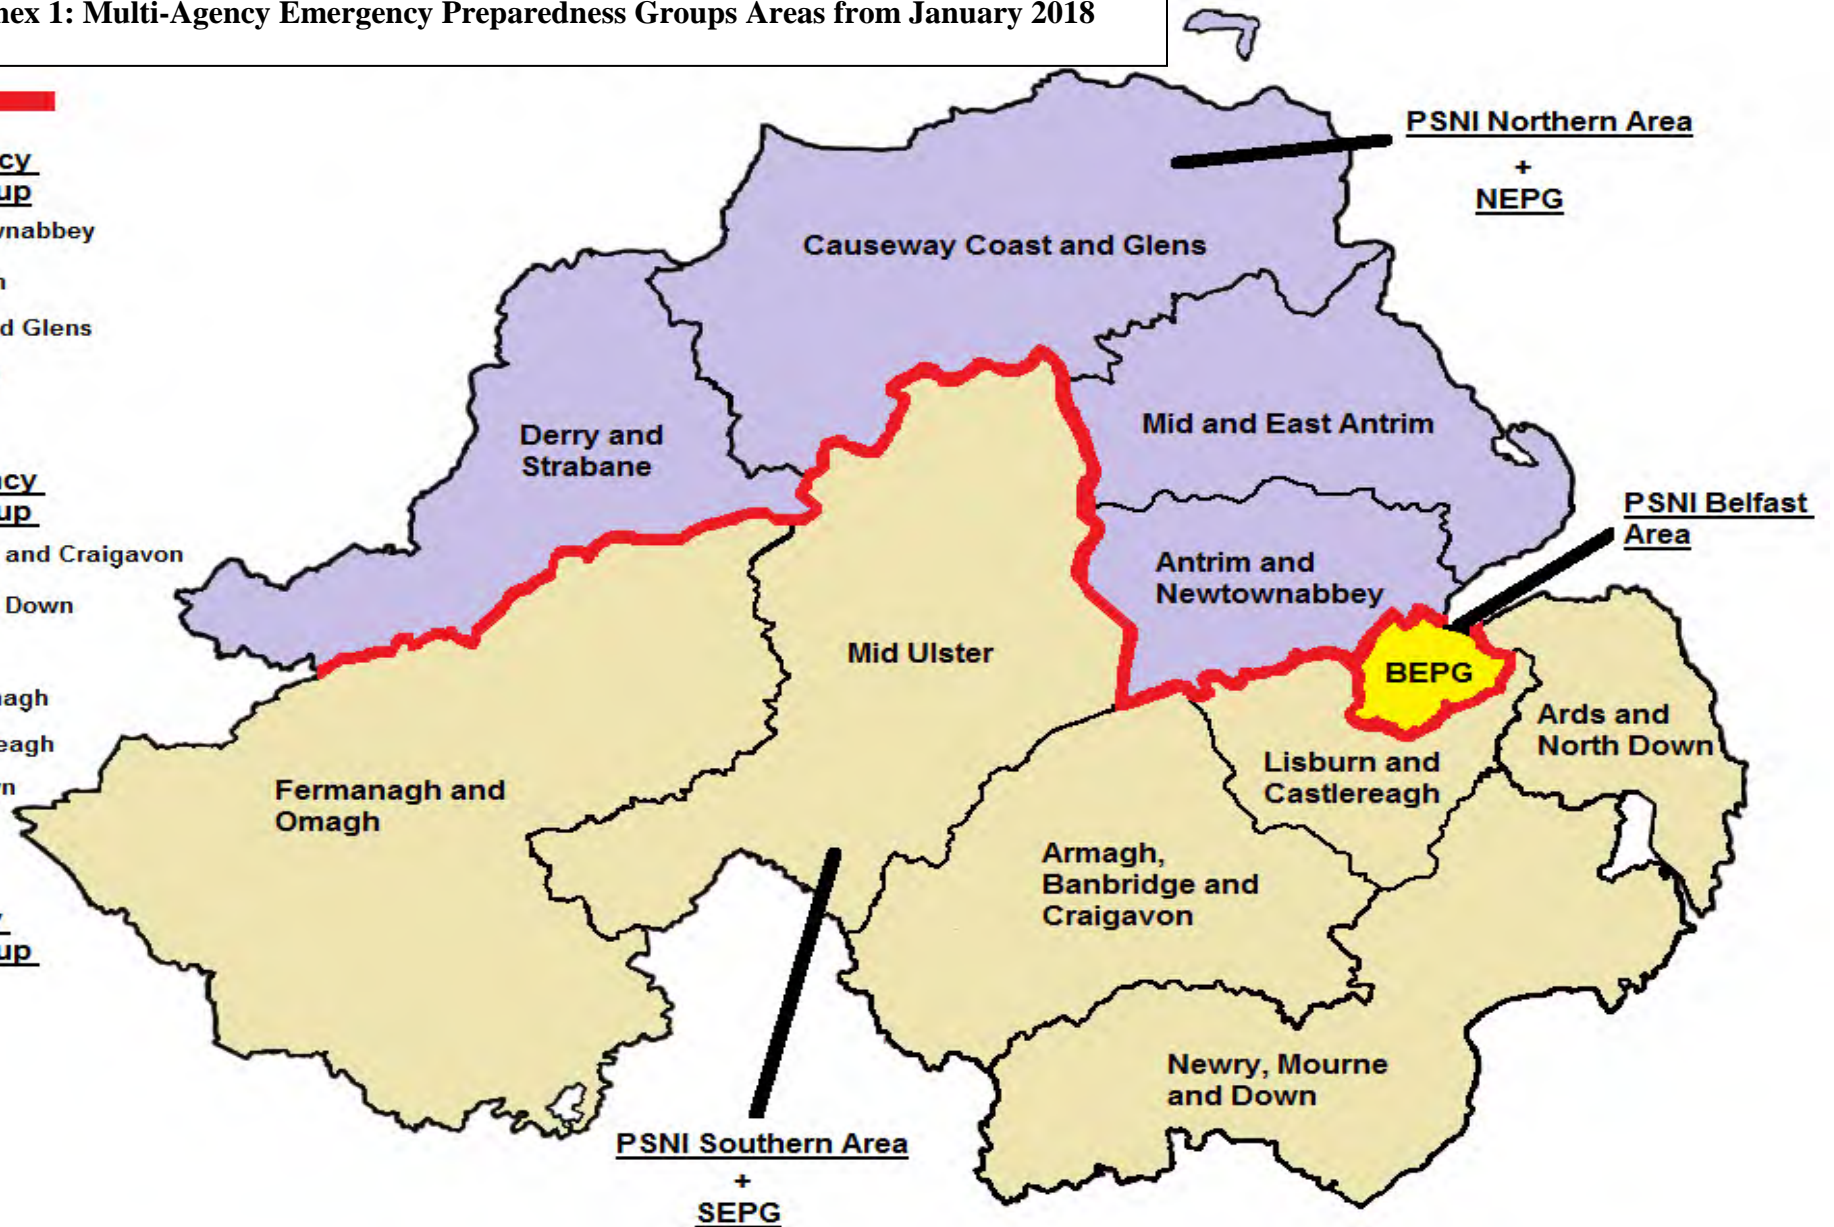 nex 1: Multi-Agency Emergency Preparedness Groups Areas from January 2018
cy
up
wnabbey
n
d Glens
ncy
up
and Craigavon
Down
nagh
eagh
n
up
PSNI Northern Area
+
NEPG
Causeway Coast and Glens
Derry and
Strabane
Mid and East Antrim
PSNI Belfast
Area
Antrim and
Newtownabbey
Mid Ulster
BEPG
Ards and
North Down
Lisburn and
Castlereagh
Fermanagh and
Omagh
Armagh,
Banbridge and
Craigavon
Newry, Mourne
and Down
PSNI Southern Area
+
SEPG